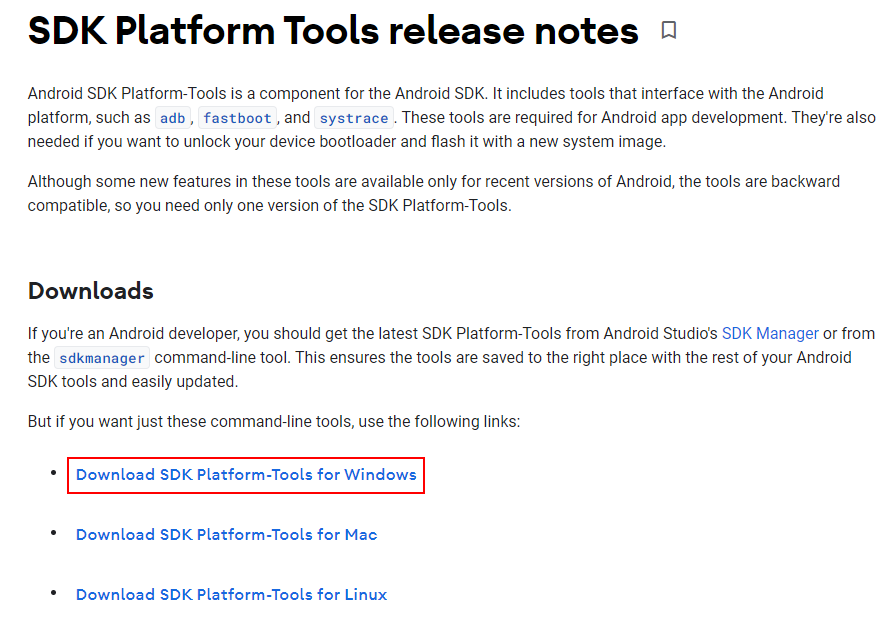 SDK Platform Tools release notes
Android SDK Platform-Tools is a component for the Android SDK. It includes tools that interface with the Android
platform, such as adb, fastboot, and systrace. These tools are required for Android app development. They're also
needed if you want to unlock your device bootloader and flash it with a new system image.
Although some new features in these tools are available only for recent versions of Android, the tools are backward
compatible, so you need only one version of the SDK Platform-Tools.
Downloads
If you're an Android developer, you should get the latest SDK Platform-Tools from Android Studio's SDK Manager or from
the sdkmanager command-line tool. This ensures the tools are saved to the right place with the rest of your Android
SDK tools and easily updated.
But if you want just these command-line tools, use the following links:
• Download SDK Platform-Tools for Windows
• Download SDK Platform-Tools for Mac
• Download SDK Platform-Tools for Linux